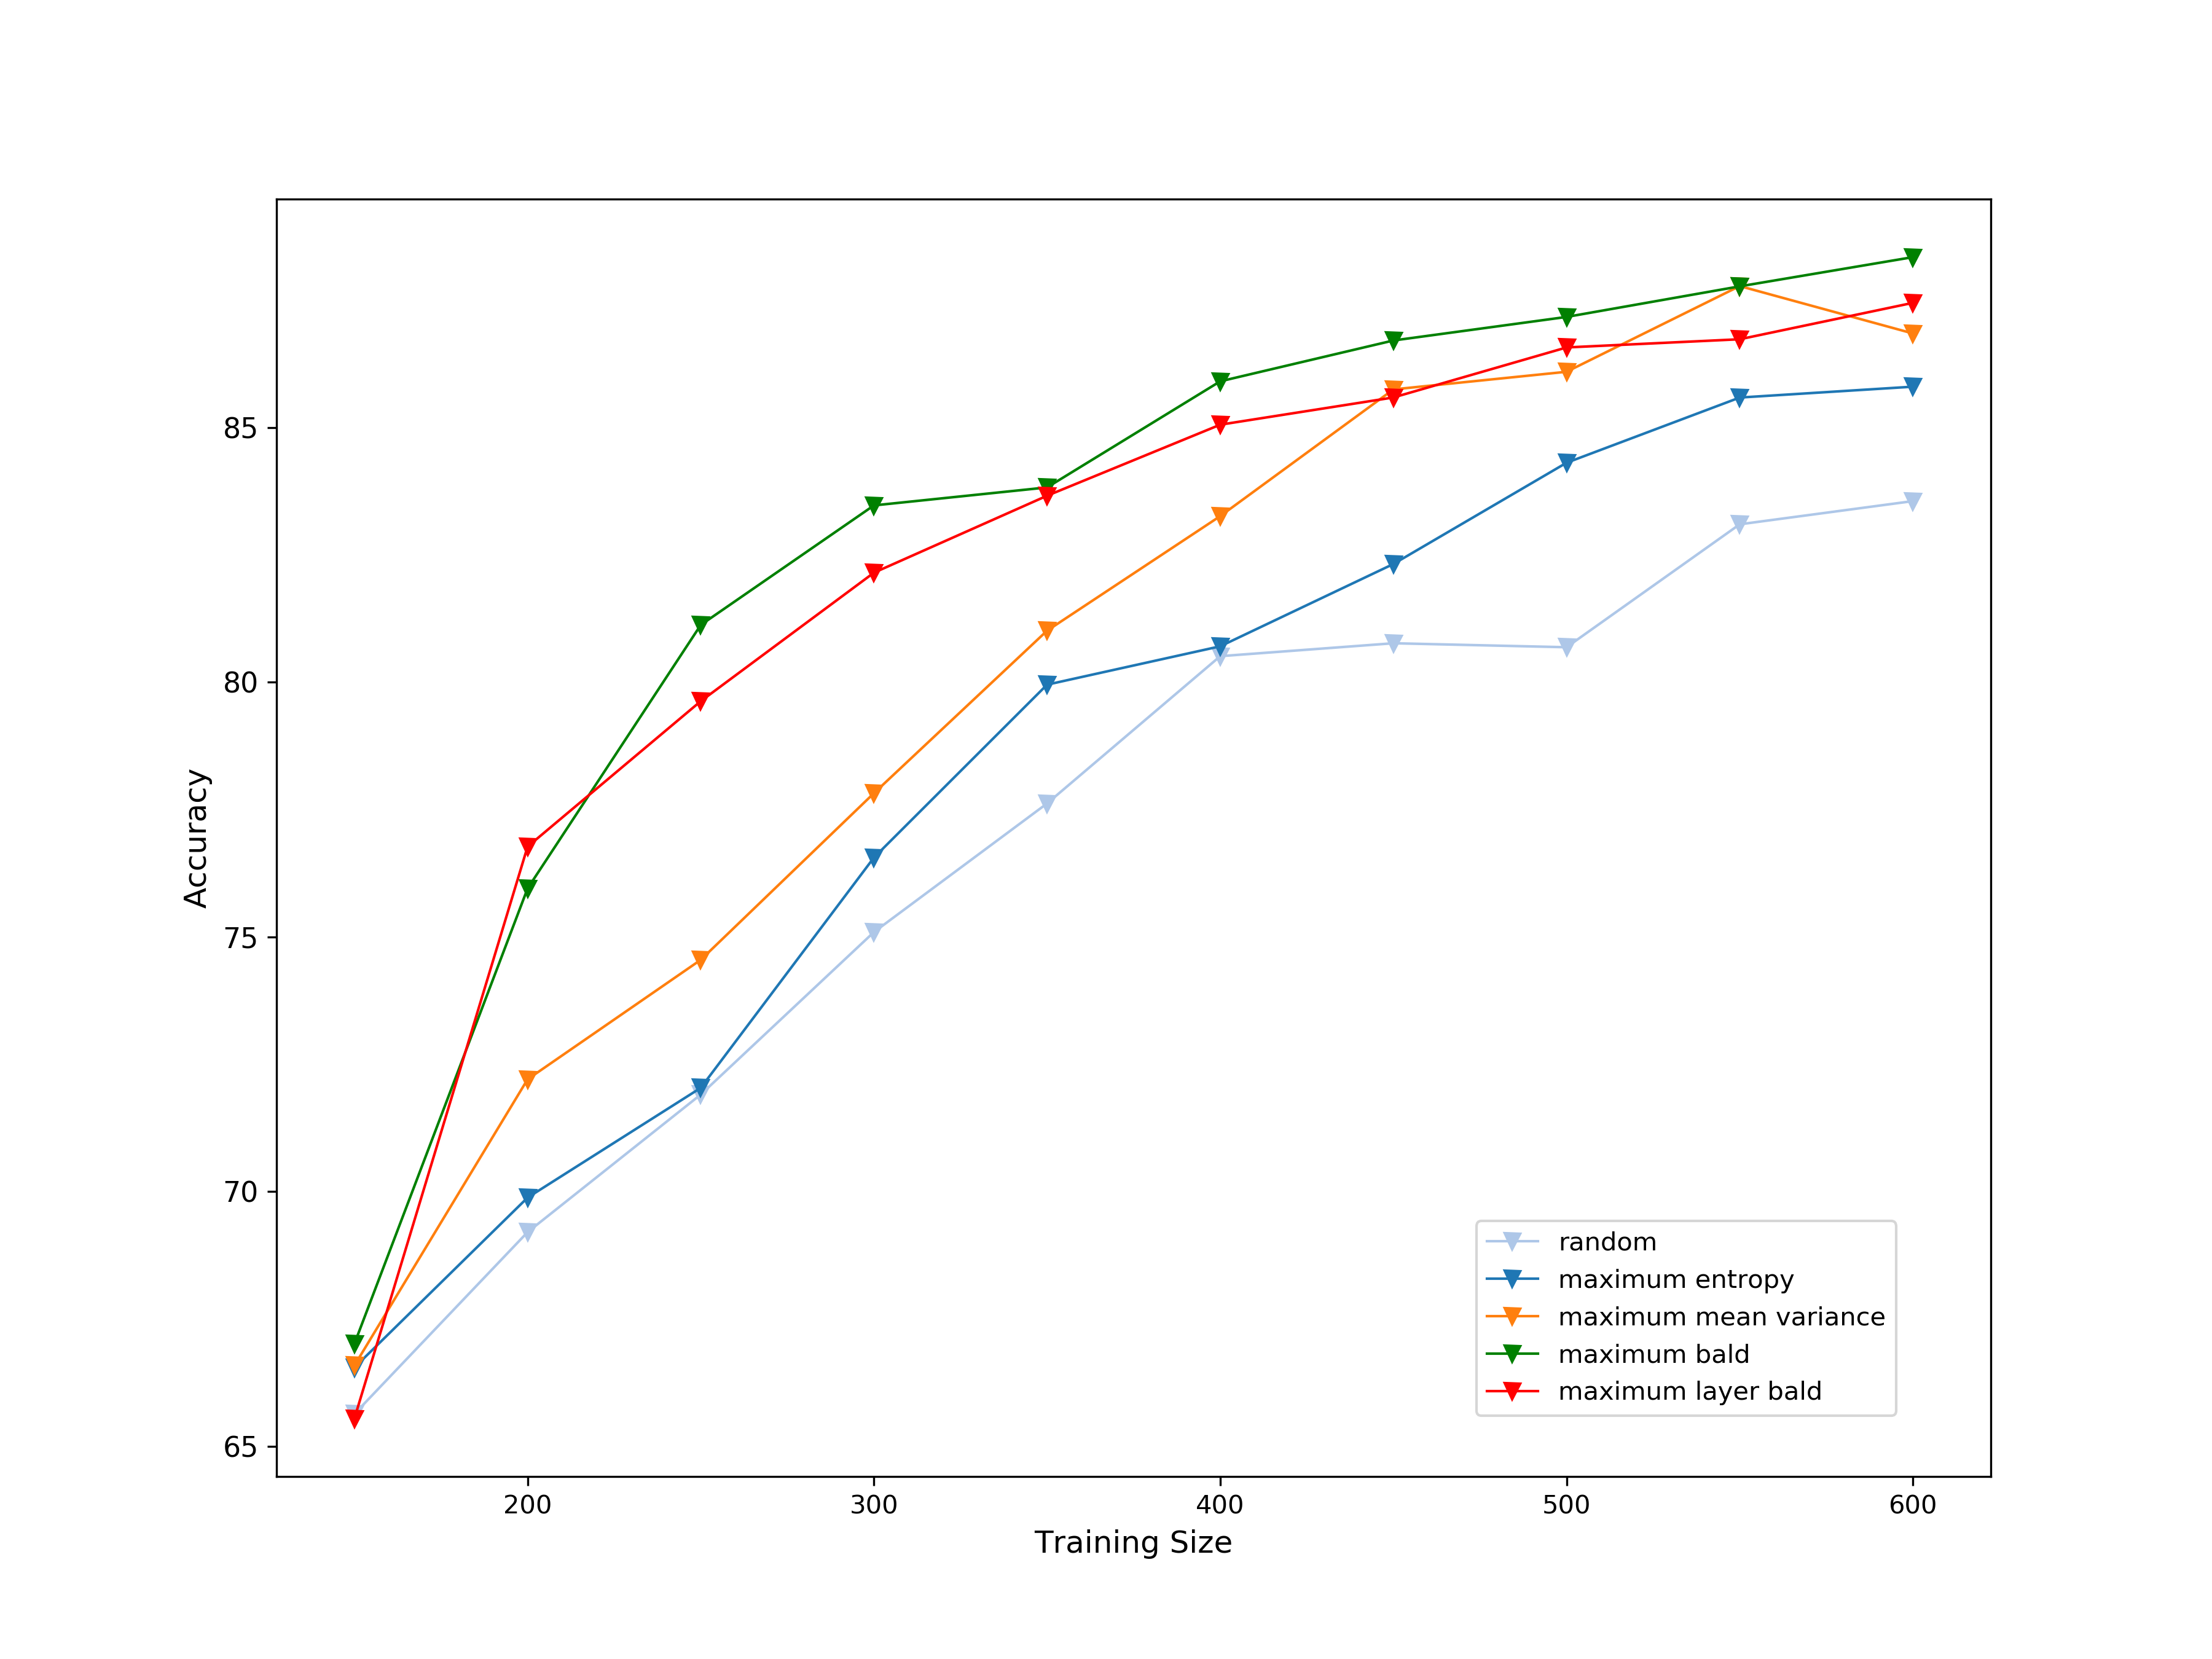 85
80
75
70
65
Accuracy
200 300 400 500 600
Training Size
random
maximum entropy
maximum mean variance
maximum bald
maximum layer bald